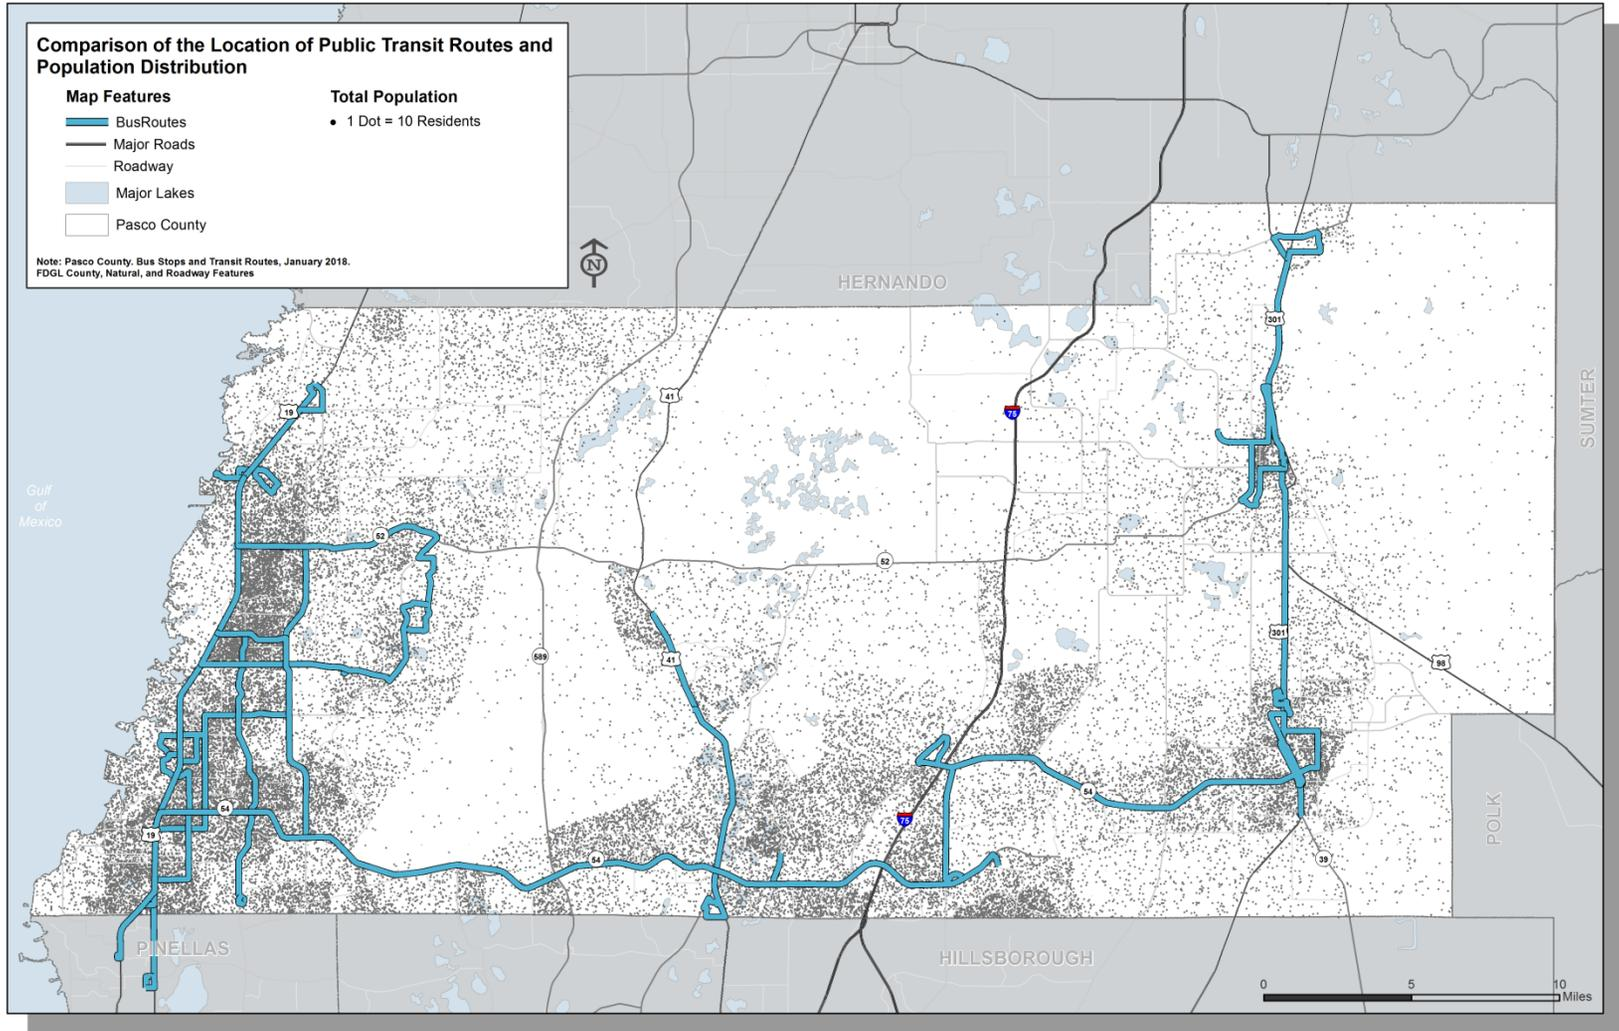 Comparison of the Location of Public Transit Routes and
Population Distribution
Map Features
BusRoutes
Major Roads
Roadway
Major Lakes
Pasco County
Total Population
1 Dot = 10 Residents
Note: Pasco County. Bus Stops and Transit Routes, January 2018.
FDGL County, Natural, and Roadway Features
N
HERNANDO
301
SUMTER
19
41
75
Gulf
of
Mexico
52
52
301
589
41
98
54
54
75
19
54
39
POLK
PINELLAS
HILLSBOROUGH
0 5 10
Miles